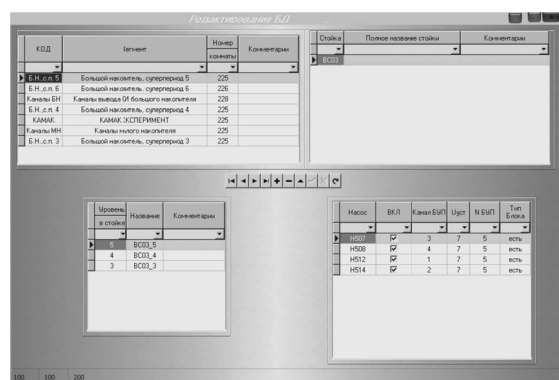 Редактирование БД
КОД Сегмент Номер комнаты Комментарии
Б.Н.,с.п. 5 Большой накопитель, суперпериод 5 225
Б.Н.,с.п. 6 Большой накопитель, суперпериод 6 226
Каналы БН Каналы вывода Q1 большого накопителя 228
Б.Н.,с.п. 4 Большой накопитель, суперпериод 4 225
КАМАК КАМАК ЭКСПЕРИМЕНТ 225
Каналы МН Каналы малого накопителя 225
Б.Н.,с.п. 3 Большой накопитель, суперпериод 3 225
Стойка Полное название стойки Комментарии
ВС03
Уровень в стойке Название Комментарии
5 ВС03_5
4 ВС03_4
3 ВС03_3
Насос ВКЛ Канал БУП Uуст N БУП Тип Блока
Н507 3 7 5 есть
Н508 4 7 5 есть
Н512 1 7 5 есть
Н514 2 7 5 есть
100 100 200